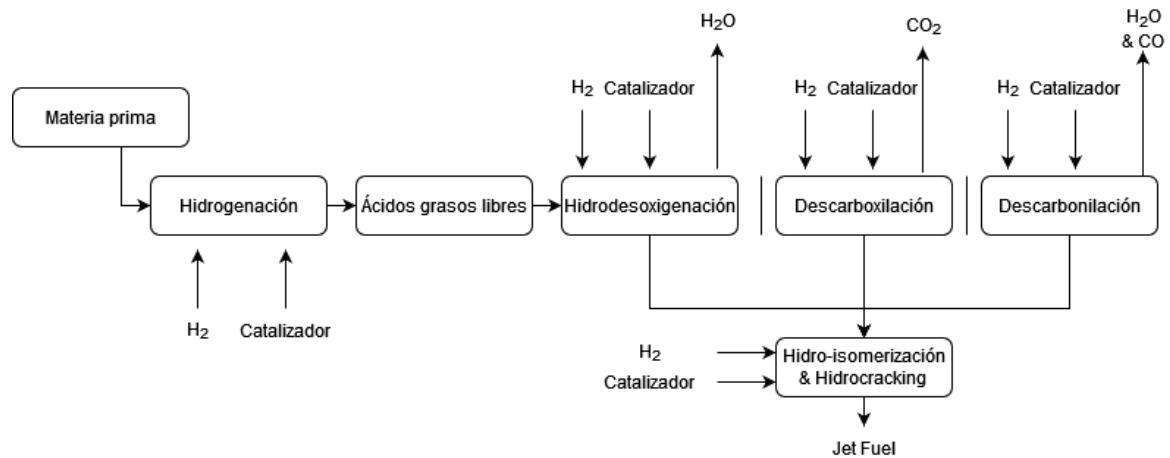 H₂O
CO₂
H₂O
& CO
H₂ Catalizador
H₂ Catalizador
H₂ Catalizador
Materia prima
Hidrogenación
Ácidos grasos libres
Hidrodesoxigenación
Descarboxilación
Descarbonilación
H₂
Catalizador
H₂
Catalizador
Hidro-isomerización
& Hidrocracking
Jet Fuel